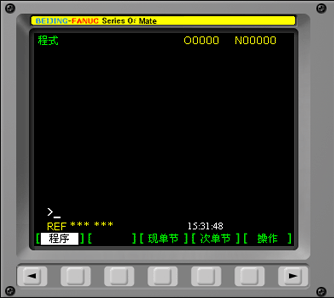 BEIJING-FANUC Series 0i Mate
程式 O0000 N00000
>_
REF *** ***
15:31:48
[ 程序 ] [ ] [ 现单节 ] [ 次单节 ] [ 操作 ]